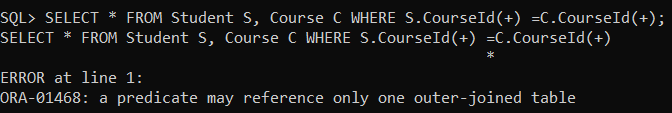 SQL> SELECT * FROM Student S, Course C WHERE S.CourseId(+) =C.CourseId(+);
SELECT * FROM Student S, Course C WHERE S.CourseId(+) =C.CourseId(+)
*
ERROR at line 1:
ORA-01468: a predicate may reference only one outer-joined table